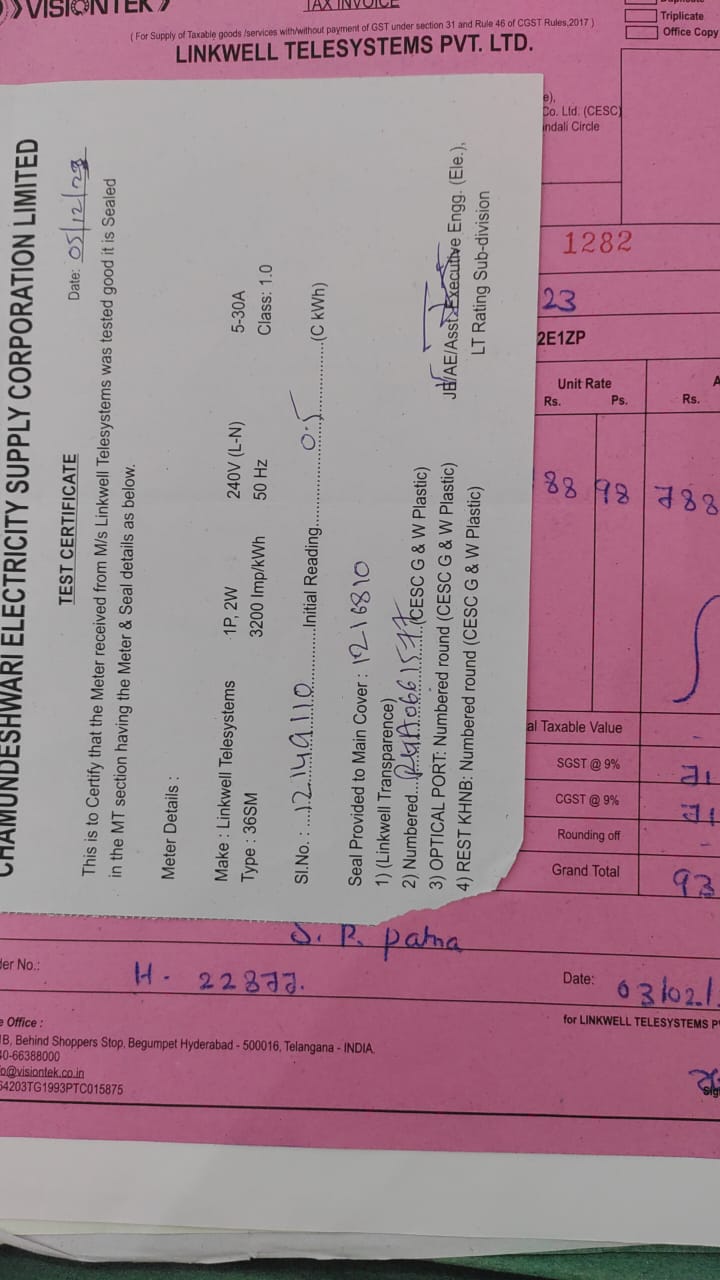 VISIONTEK
TAX INVOICE
( For Supply of Taxable goods /services with/without payment of GST under section 31 and Rule 46 of CGST Rules,2017 )
LINKWELL TELESYSTEMS PVT. LTD.
Triplicate
Office Copy
e),
Co. Ltd. (CESC)
ndali Circle
1282
23
2E1ZP
Unit Rate
Rs. Ps. Rs.
88 98 788
al Taxable Value
SGST @ 9% 71
CGST @ 9% 71
Rounding off
Grand Total 93
CHAMUNDESHWARI ELECTRICITY SUPPLY CORPORATION LIMITED
Date: 05/12/23
TEST CERTIFICATE
This is to Certify that the Meter received from M/s Linkwell Telesystems was tested good it is Sealed
in the MT section having the Meter & Seal details as below.
Meter Details :
Make : Linkwell Telesystems 1P, 2W 240V (L-N) 5-30A
Type : 36SM 3200 Imp/kWh 50 Hz Class: 1.0
Sl.No. : ....12149110..............Initial Reading..............0.5..............(C kWh)
Seal Provided to Main Cover : 1216810
1) (Linkwell Transparence)
2) Numbered.............(CESC G & W Plastic)
3) OPTICAL PORT: Numbered round (CESC G & W Plastic)
4) REST KHNB: Numbered round (CESC G & W Plastic)
JE/AE/Asst. Executive Engg. (Ele.),
LT Rating Sub-division
S. R. patna
der No.: H. 22877.
Date: 03/02/
e Office :
for LINKWELL TELESYSTEMS P
B, Behind Shoppers Stop, Begumpet Hyderabad - 500016, Telangana - INDIA.
40-66388000
fo@visiontek.co.in
64203TG1993PTC015875